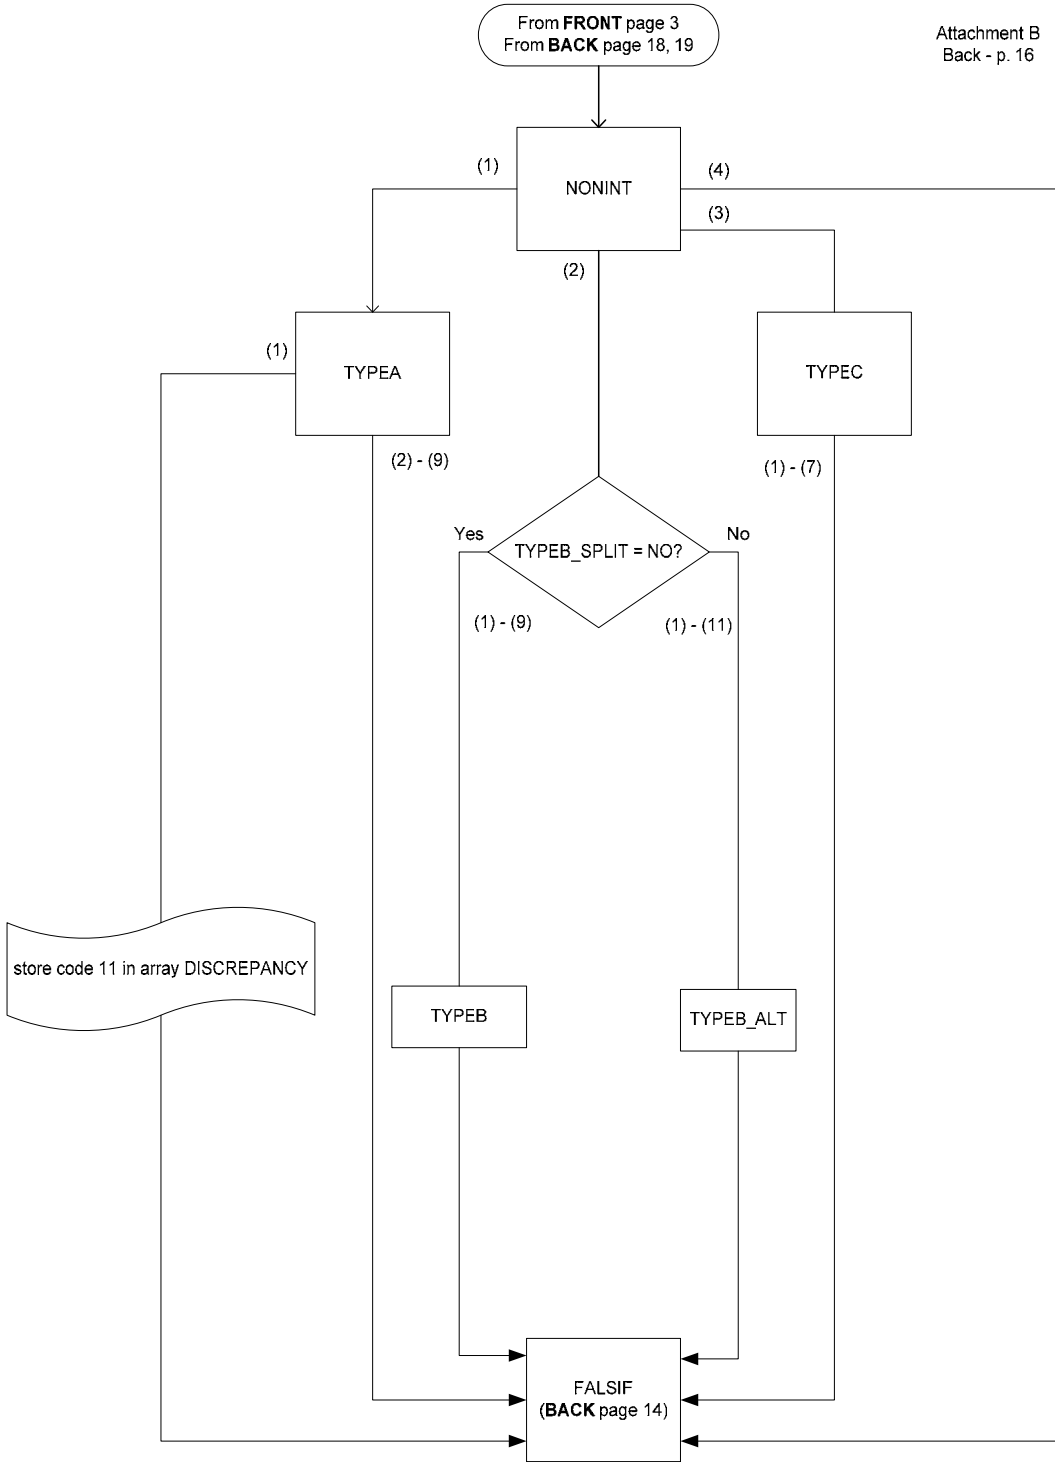 From FRONT page 3
From BACK page 18, 19
Attachment B
Back - p. 16
(1)
NONINT
(4)
(3)
(2)
(1)
TYPEA
TYPEC
(2) - (9)
(1) - (7)
Yes
TYPEB_SPLIT = NO?
No
(1) - (9)
(1) - (11)
store code 11 in array DISCREPANCY
TYPEB
TYPEB_ALT
FALSIF
(BACK page 14)